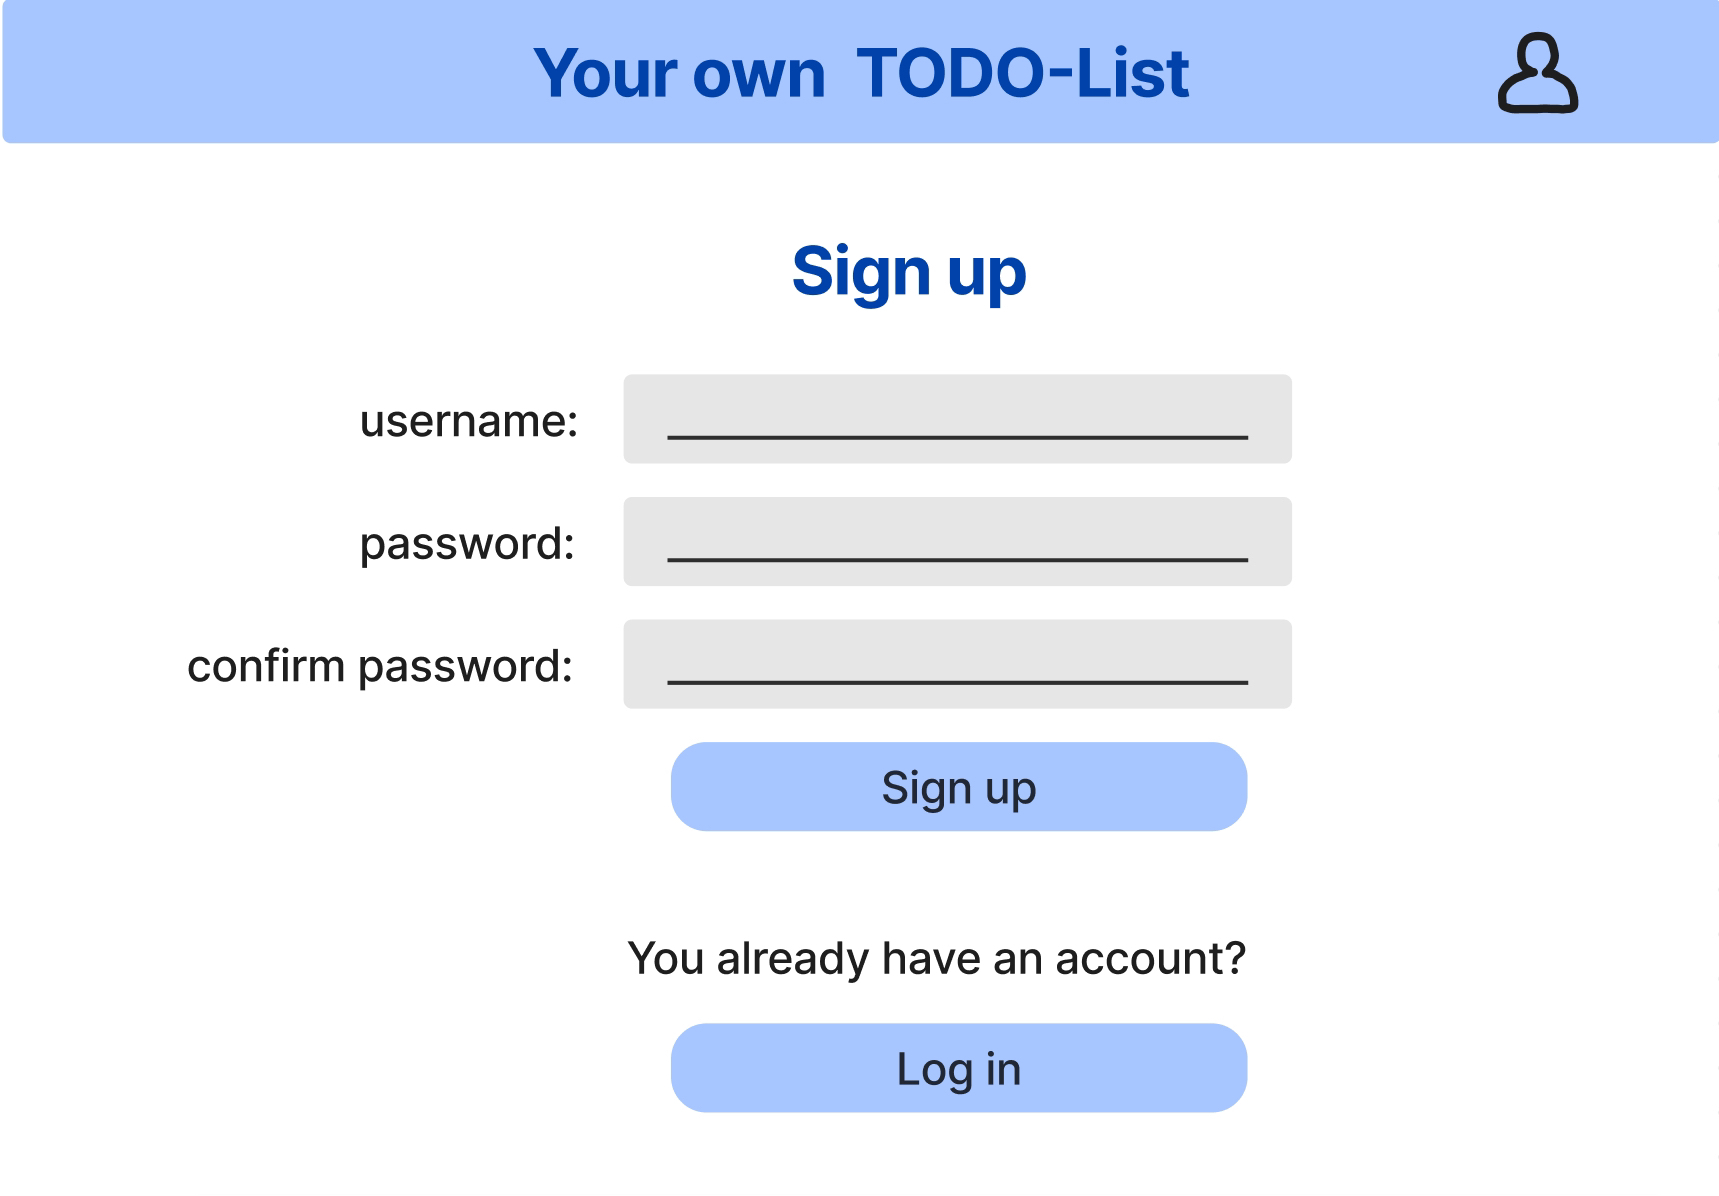 Your own TODO-List
Sign up
username:
password:
confirm password:
Sign up
You already have an account?
Log in